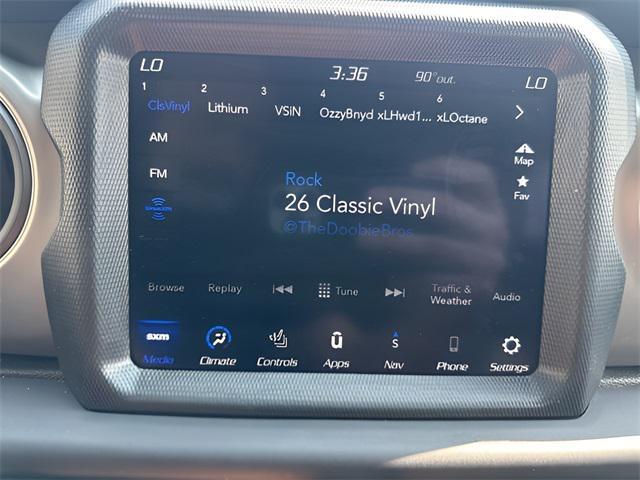 LO 3:36 90° out. LO
1 2 3 4 5 6
ClsVinyl Lithium VSiN OzzyBnyd xLHwd1... xLOctane
AM
Map
FM
Fav
SiriusXM
Rock
26 Classic Vinyl
@TheDoobieBros
Browse Replay Tune Traffic & Weather Audio
sxm S
Media Climate Controls Apps Nav Phone Settings